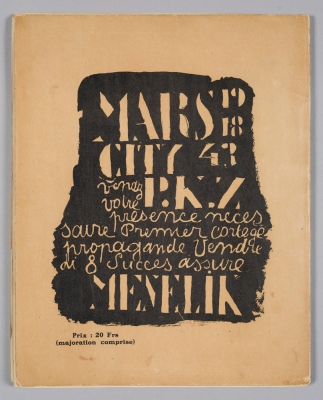 MARS 19
18
CITY 43
venez P.K.Z
votre
présence néces
saire! Premier cortège
propagande Vendre
di 8 Succès assuré
MENELIK
Prix : 20 Frs
(majoration comprise)